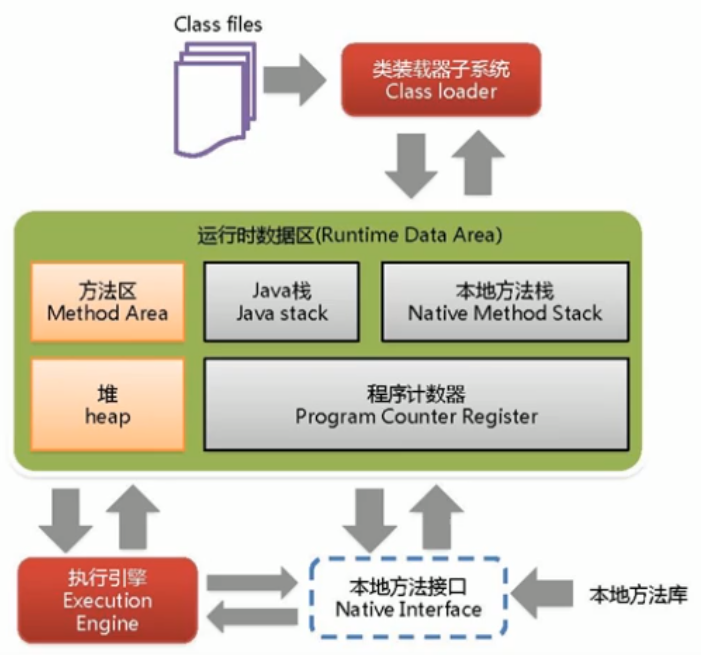 Class files
类装载器子系统
Class loader
运行时数据区(Runtime Data Area)
方法区
Method Area
Java栈
Java stack
本地方法栈
Native Method Stack
堆
heap
程序计数器
Program Counter Register
执行引擎
Execution
Engine
本地方法接口
Native Interface
本地方法库